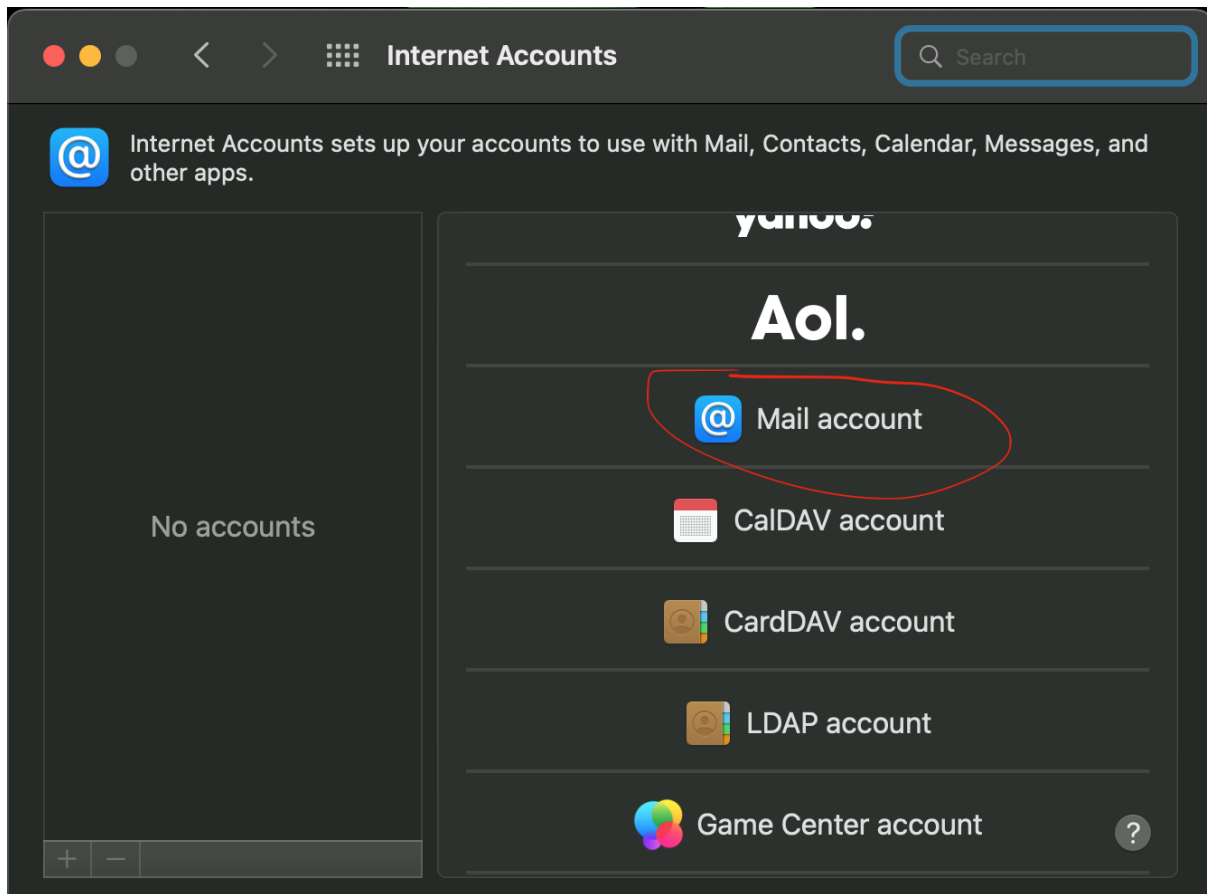 Internet Accounts
Search
Internet Accounts sets up your accounts to use with Mail, Contacts, Calendar, Messages, and
other apps.
No accounts
yahoo!
Aol.
@ Mail account
CalDAV account
CardDAV account
LDAP account
Game Center account
?